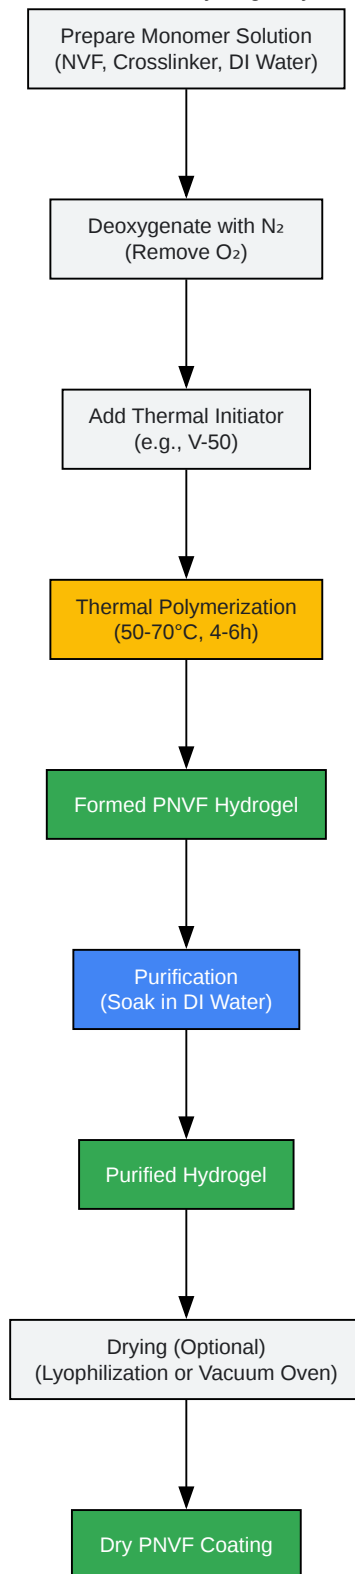 Prepare Monomer Solution
(NVF, Crosslinker, DI Water)
Deoxygenate with N₂
(Remove O₂)
Add Thermal Initiator
(e.g., V-50)
Thermal Polymerization
(50-70°C, 4-6h)
Formed PNVF Hydrogel
Purification
(Soak in DI Water)
Purified Hydrogel
Drying (Optional)
(Lyophilization or Vacuum Oven)
Dry PNVF Coating